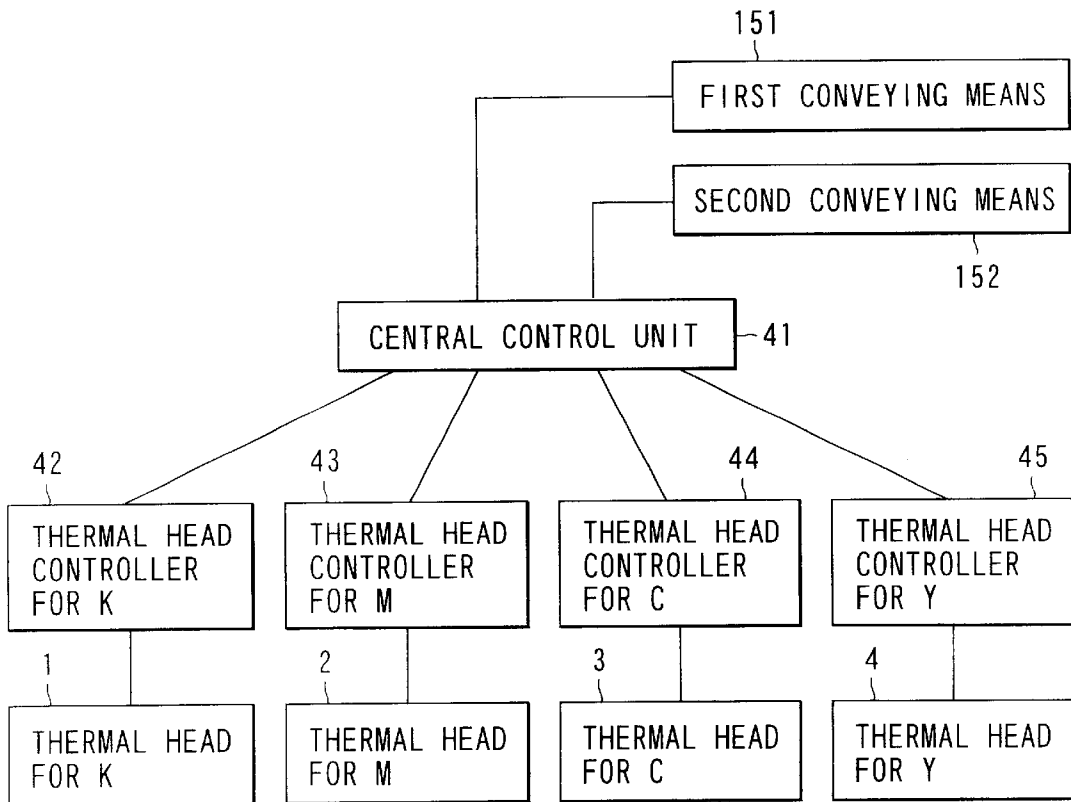 151
FIRST CONVEYING MEANS
SECOND CONVEYING MEANS
152
CENTRAL CONTROL UNIT
41
42
43
44
45
THERMAL HEAD
CONTROLLER
FOR K
THERMAL HEAD
CONTROLLER
FOR M
THERMAL HEAD
CONTROLLER
FOR C
THERMAL HEAD
CONTROLLER
FOR Y
1
2
3
4
THERMAL HEAD
FOR K
THERMAL HEAD
FOR M
THERMAL HEAD
FOR C
THERMAL HEAD
FOR Y